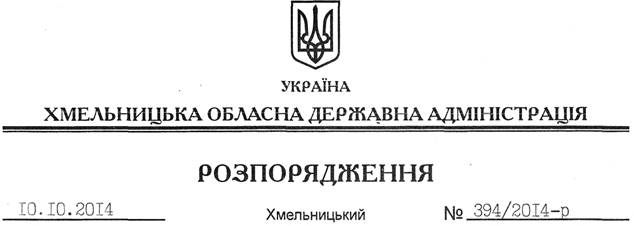 УКРАЇНА
ХМЕЛЬНИЦЬКА ОБЛАСНА ДЕРЖАВНА АДМІНІСТРАЦІЯ
РОЗПОРЯДЖЕННЯ
10.10.2014 Хмельницький № 394/2014-р